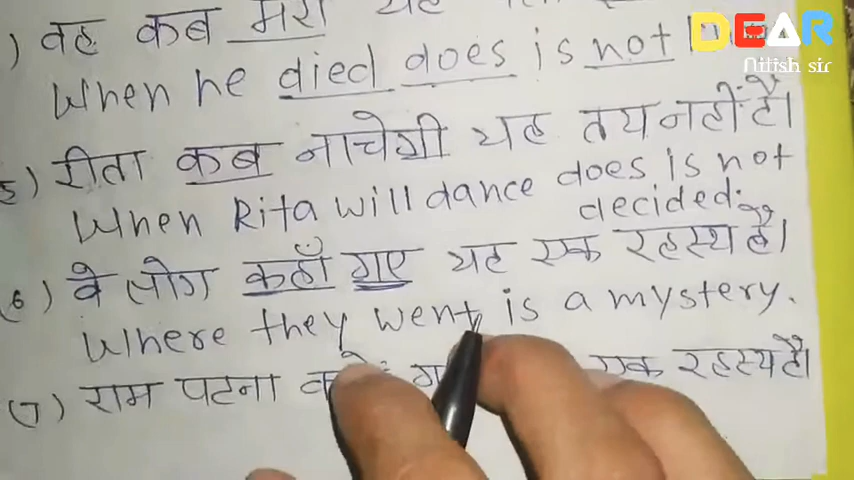 DEAR
Nitish sir
) वह कब मरा यह
When he died does is not
5) रीता कब नाचेगी यह तय नहीं है।
When Rita will dance does is not
decided.
(6) वे लोग कहाँ गए यह एक रहस्य है।
Where they went is a mystery.
(7) राम पटना एक रहस्य है।